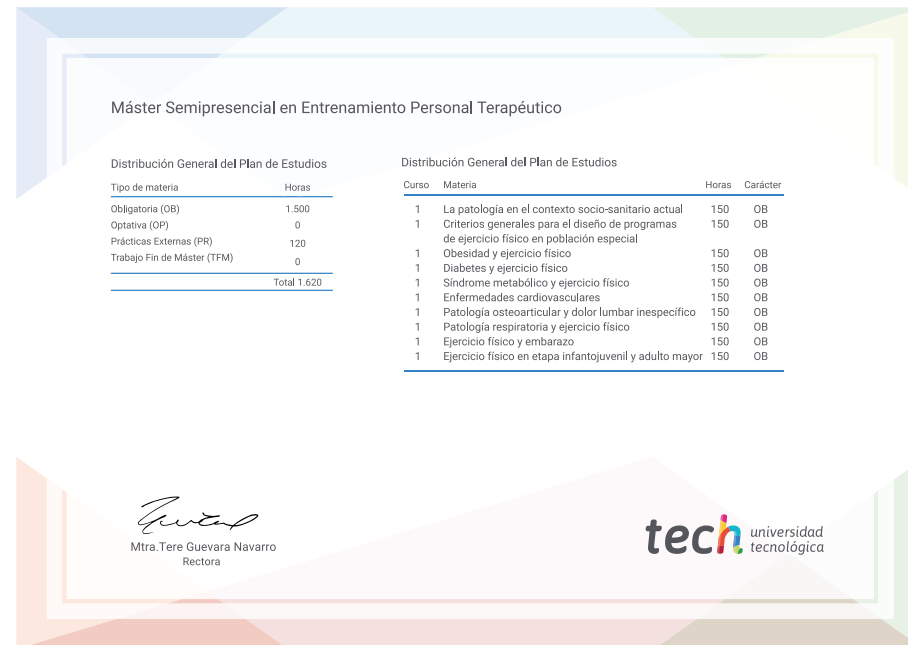 Máster Semipresencial en Entrenamiento Personal Terapéutico
Distribución General del Plan de Estudios
Tipo de materia Horas
Obligatoria (OB) 1.500
Optativa (OP) 0
Prácticas Externas (PR) 120
Trabajo Fin de Máster (TFM) 0
Total 1.620
Distribución General del Plan de Estudios
Curso Materia Horas Carácter
1 La patología en el contexto socio-sanitario actual 150 OB
1 Criterios generales para el diseño de programas 150 OB
de ejercicio físico en población especial
1 Obesidad y ejercicio físico 150 OB
1 Diabetes y ejercicio físico 150 OB
1 Síndrome metabólico y ejercicio físico 150 OB
1 Enfermedades cardiovasculares 150 OB
1 Patología osteoarticular y dolor lumbar inespecífico 150 OB
1 Patología respiratoria y ejercicio físico 150 OB
1 Ejercicio físico y embarazo 150 OB
1 Ejercicio físico en etapa infantojuvenil y adulto mayor 150 OB
Mtra.Tere Guevara Navarro
Rectora
tech universidad
tecnológica